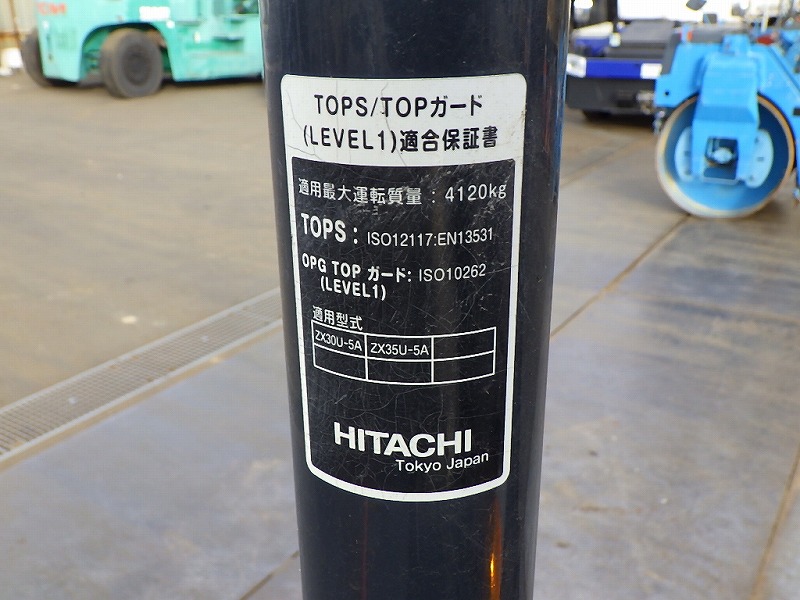 TOPS/TOPガード
(LEVEL1)適合保証書
適用最大運転質量：4120kg
TOPS：ISO12117:EN13531
OPG TOP ガード：ISO10262
(LEVEL1)
適用型式
ZX30U-5A ZX35U-5A
HITACHI
Tokyo Japan